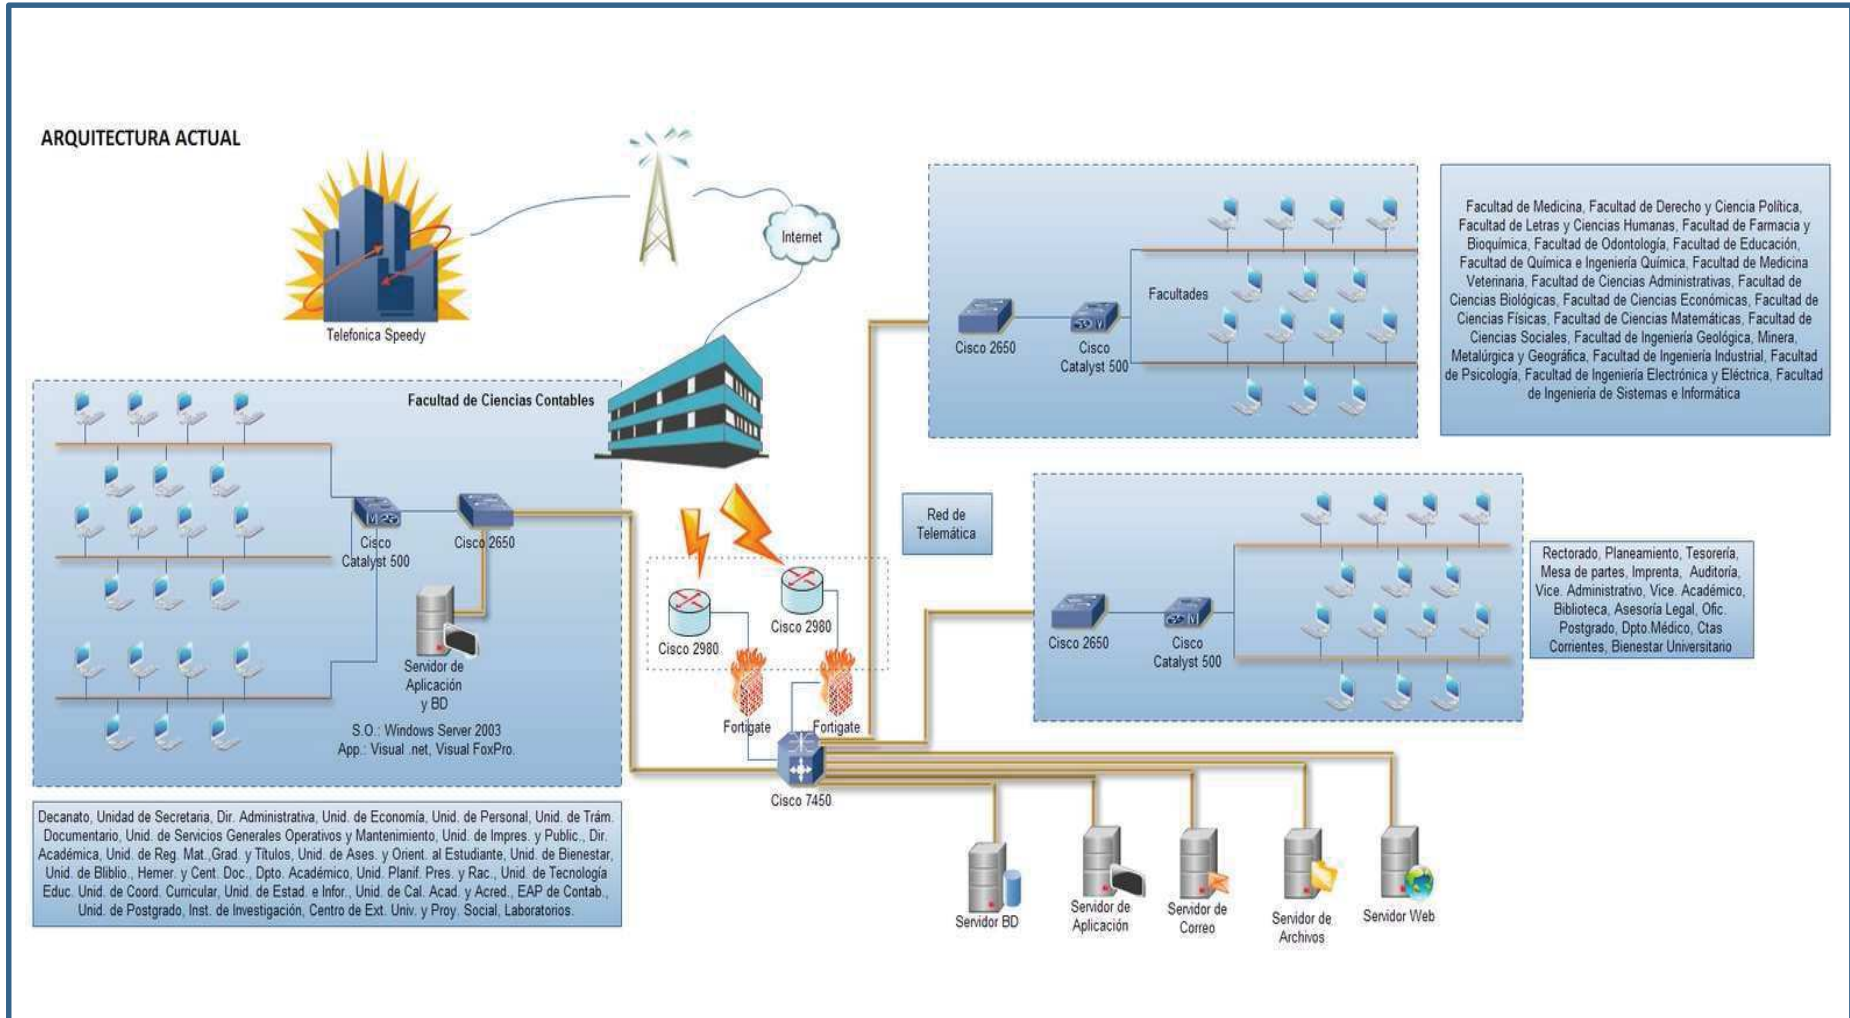 ARQUITECTURA ACTUAL
Telefonica Speedy
Internet
Facultad de Ciencias Contables
Cisco
Catalyst 500
Cisco 2650
Servidor de
Aplicación
y BD
S.O.: Windows Server 2003
App.: Visual .net, Visual FoxPro.
Decanato, Unidad de Secretaria, Dir. Administrativa, Unid. de Economía, Unid. de Personal, Unid. de Trám.
Documentario, Unid. de Servicios Generales Operativos y Mantenimiento, Unid. de Impres. y Public., Dir.
Académica, Unid. de Reg. Mat.,Grad. y Títulos, Unid. de Ases. y Orient. al Estudiante, Unid. de Bienestar,
Unid. de Bliblio., Hemer. y Cent. Doc., Dpto. Académico, Unid. Planif. Pres. y Rac., Unid. de Tecnología
Educ. Unid. de Coord. Curricular, Unid. de Estad. e Infor., Unid. de Cal. Acad. y Acred., EAP de Contab.,
Unid. de Postgrado, Inst. de Investigación, Centro de Ext. Univ. y Proy. Social, Laboratorios.
Cisco 2980
Cisco 2980
Fortigate
Fortigate
Cisco 7450
Red de
Telemática
Cisco 2650
Cisco
Catalyst 500
Facultades
Facultad de Medicina, Facultad de Derecho y Ciencia Política,
Facultad de Letras y Ciencias Humanas, Facultad de Farmacia y
Bioquímica, Facultad de Odontología, Facultad de Educación,
Facultad de Química e Ingeniería Química, Facultad de Medicina
Veterinaria, Facultad de Ciencias Administrativas, Facultad de
Ciencias Biológicas, Facultad de Ciencias Económicas, Facultad de
Ciencias Físicas, Facultad de Ciencias Matemáticas, Facultad de
Ciencias Sociales, Facultad de Ingeniería Geológica, Minera,
Metalúrgica y Geográfica, Facultad de Ingeniería Industrial, Facultad
de Psicología, Facultad de Ingeniería Electrónica y Eléctrica, Facultad
de Ingeniería de Sistemas e Informática
Cisco 2650
Cisco
Catalyst 500
Rectorado, Planeamiento, Tesorería,
Mesa de partes, Imprenta, Auditoría,
Vice. Administrativo, Vice. Académico,
Biblioteca, Asesoría Legal, Ofic.
Postgrado, Dpto.Médico, Ctas
Corrientes, Bienestar Universitario
Servidor BD
Servidor de
Aplicación
Servidor de
Correo
Servidor de
Archivos
Servidor Web